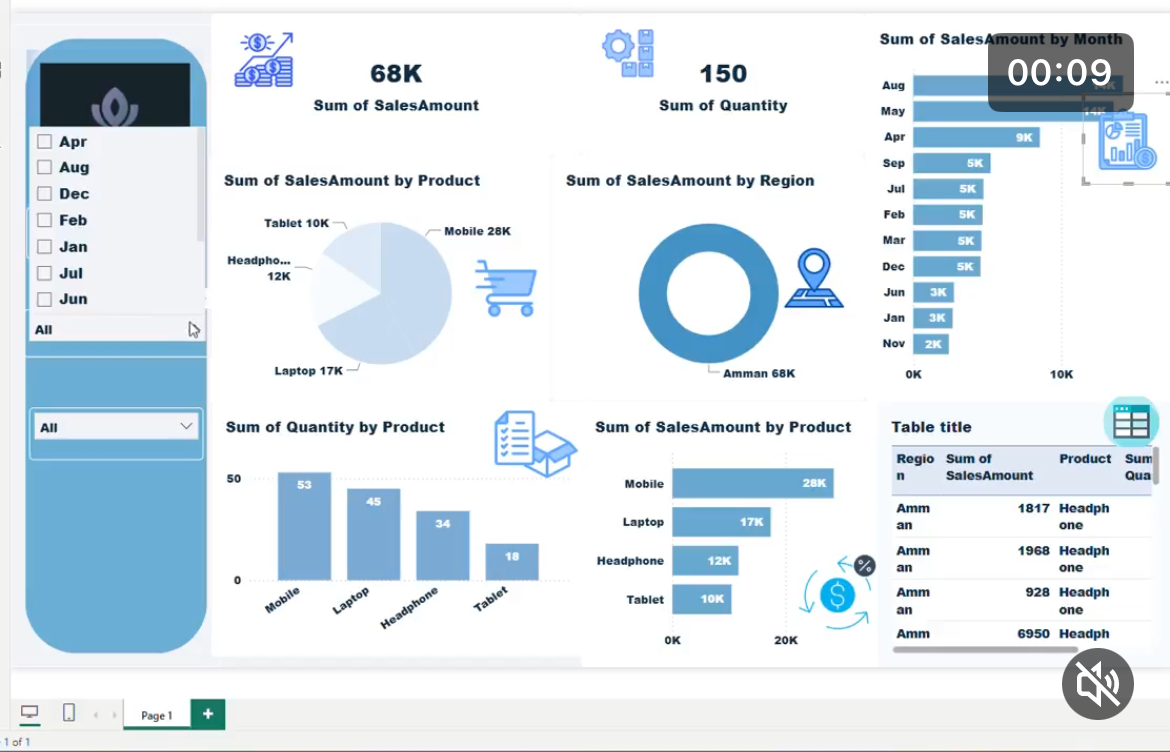 00:09
68K
Sum of SalesAmount
150
Sum of Quantity
Sum of SalesAmount by Month
Aug
14K
May
14K
Apr
9K
Sep
5K
Jul
5K
Feb
5K
Mar
5K
Dec
5K
Jun
3K
Jan
3K
Nov
2K
0K
10K
Apr
Aug
Dec
Feb
Jan
Jul
Jun
All
All
Sum of SalesAmount by Product
Tablet 10K
Mobile 28K
Headpho...
12K
Laptop 17K
Sum of SalesAmount by Region
Amman 68K
Sum of Quantity by Product
50
0
53
45
34
18
Mobile
Laptop
Headphone
Tablet
Sum of SalesAmount by Product
Mobile
28K
Laptop
17K
Headphone
12K
Tablet
10K
0K
20K
%
$
Table title
Regio
n
Sum of
SalesAmount
Product
Sum
Qua
Amm
an
1817
Headph
one
Amm
an
1968
Headph
one
Amm
an
928
Headph
one
Amm
6950
Headph
Page 1
+
1 of 1